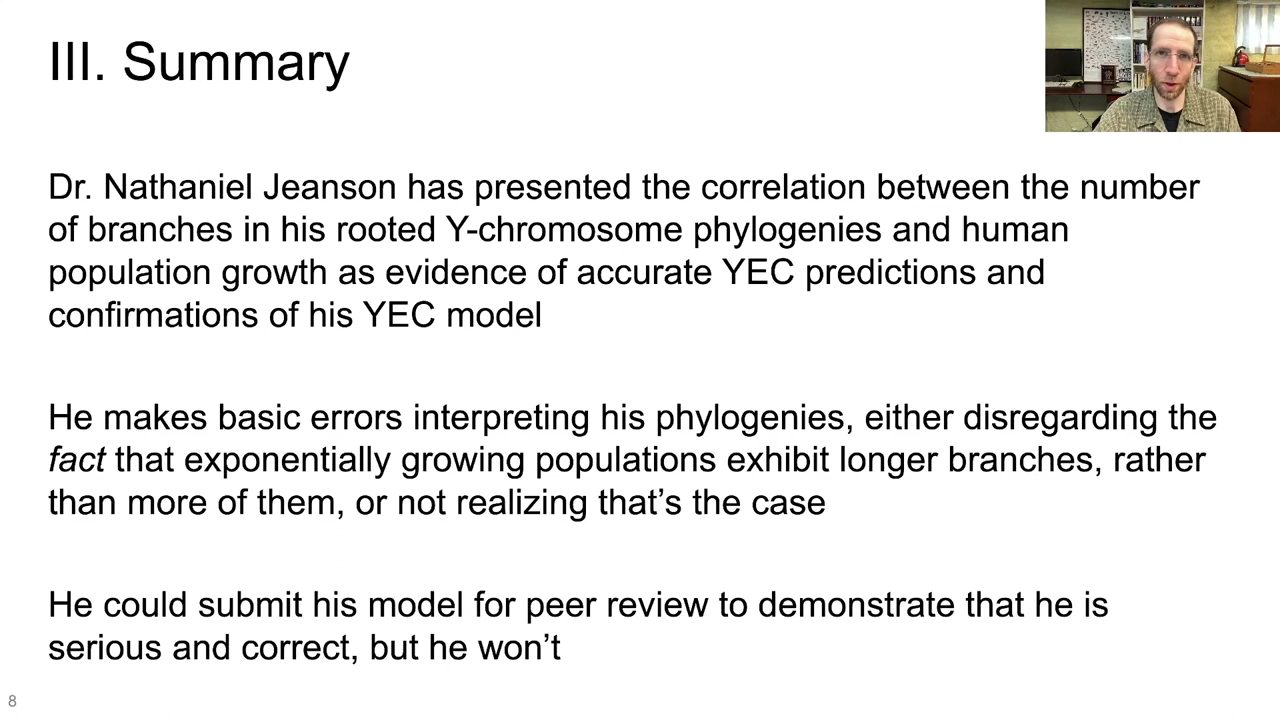 III. Summary
Dr. Nathaniel Jeanson has presented the correlation between the number
of branches in his rooted Y-chromosome phylogenies and human
population growth as evidence of accurate YEC predictions and
confirmations of his YEC model
He makes basic errors interpreting his phylogenies, either disregarding the
fact that exponentially growing populations exhibit longer branches, rather
than more of them, or not realizing that’s the case
He could submit his model for peer review to demonstrate that he is
serious and correct, but he won’t
8